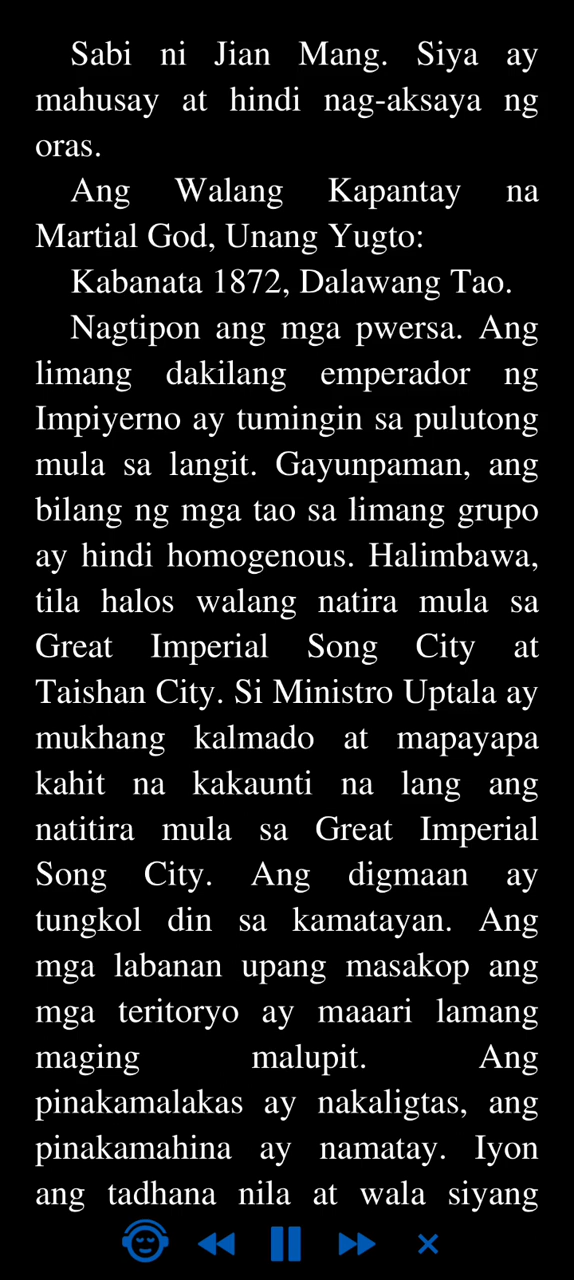 Sabi ni Jian Mang. Siya ay
mahusay at hindi nag-aksaya ng
oras.
Ang Walang Kapantay na
Martial God, Unang Yugto:
Kabanata 1872, Dalawang Tao.
Nagtipon ang mga pwersa. Ang
limang dakilang emperador ng
Impiyerno ay tumingin sa pulutong
mula sa langit. Gayunpaman, ang
bilang ng mga tao sa limang grupo
ay hindi homogenous. Halimbawa,
tila halos walang natira mula sa
Great Imperial Song City at
Taishan City. Si Ministro Uptala ay
mukhang kalmado at mapayapa
kahit na kakaunti na lang ang
natitira mula sa Great Imperial
Song City. Ang digmaan ay
tungkol din sa kamatayan. Ang
mga labanan upang masakop ang
mga teritoryo ay maaari lamang
maging malupit. Ang
pinakamalakas ay nakaligtas, ang
pinakamahina ay namatay. Iyon
ang tadhana nila at wala siyang